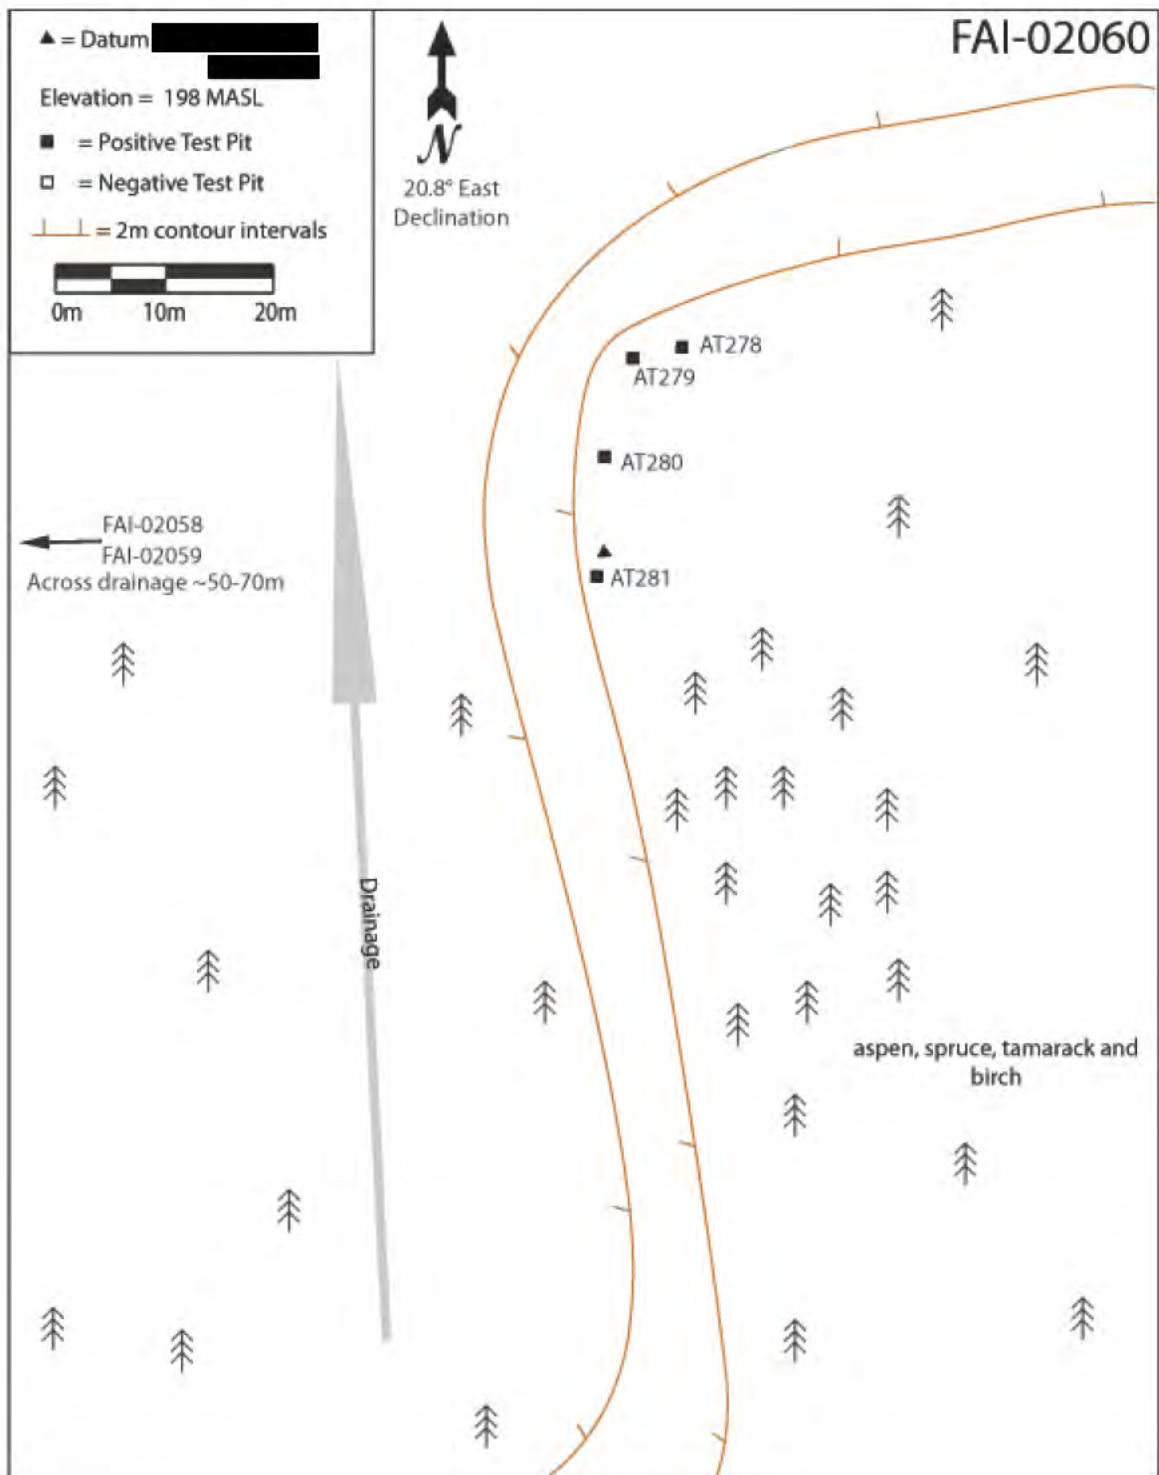 FAI-02060
▲ = Datum
Elevation = 198 MASL
■ = Positive Test Pit
□ = Negative Test Pit
= 2m contour intervals
0m 10m 20m
N
20.8° East
Declination
AT278
AT279
AT280
AT281
FAI-02058
FAI-02059
Across drainage ~50-70m
Drainage
aspen, spruce, tamarack and
birch